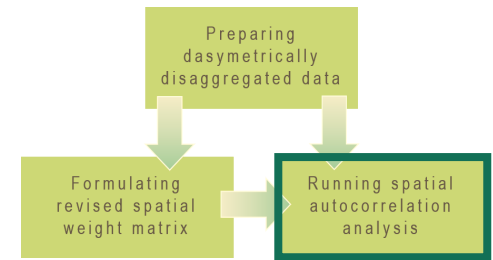 Preparing
dasymetrically
disaggregated data
Formulating
revised spatial
weight matrix
Running spatial
autocorrelation
analysis